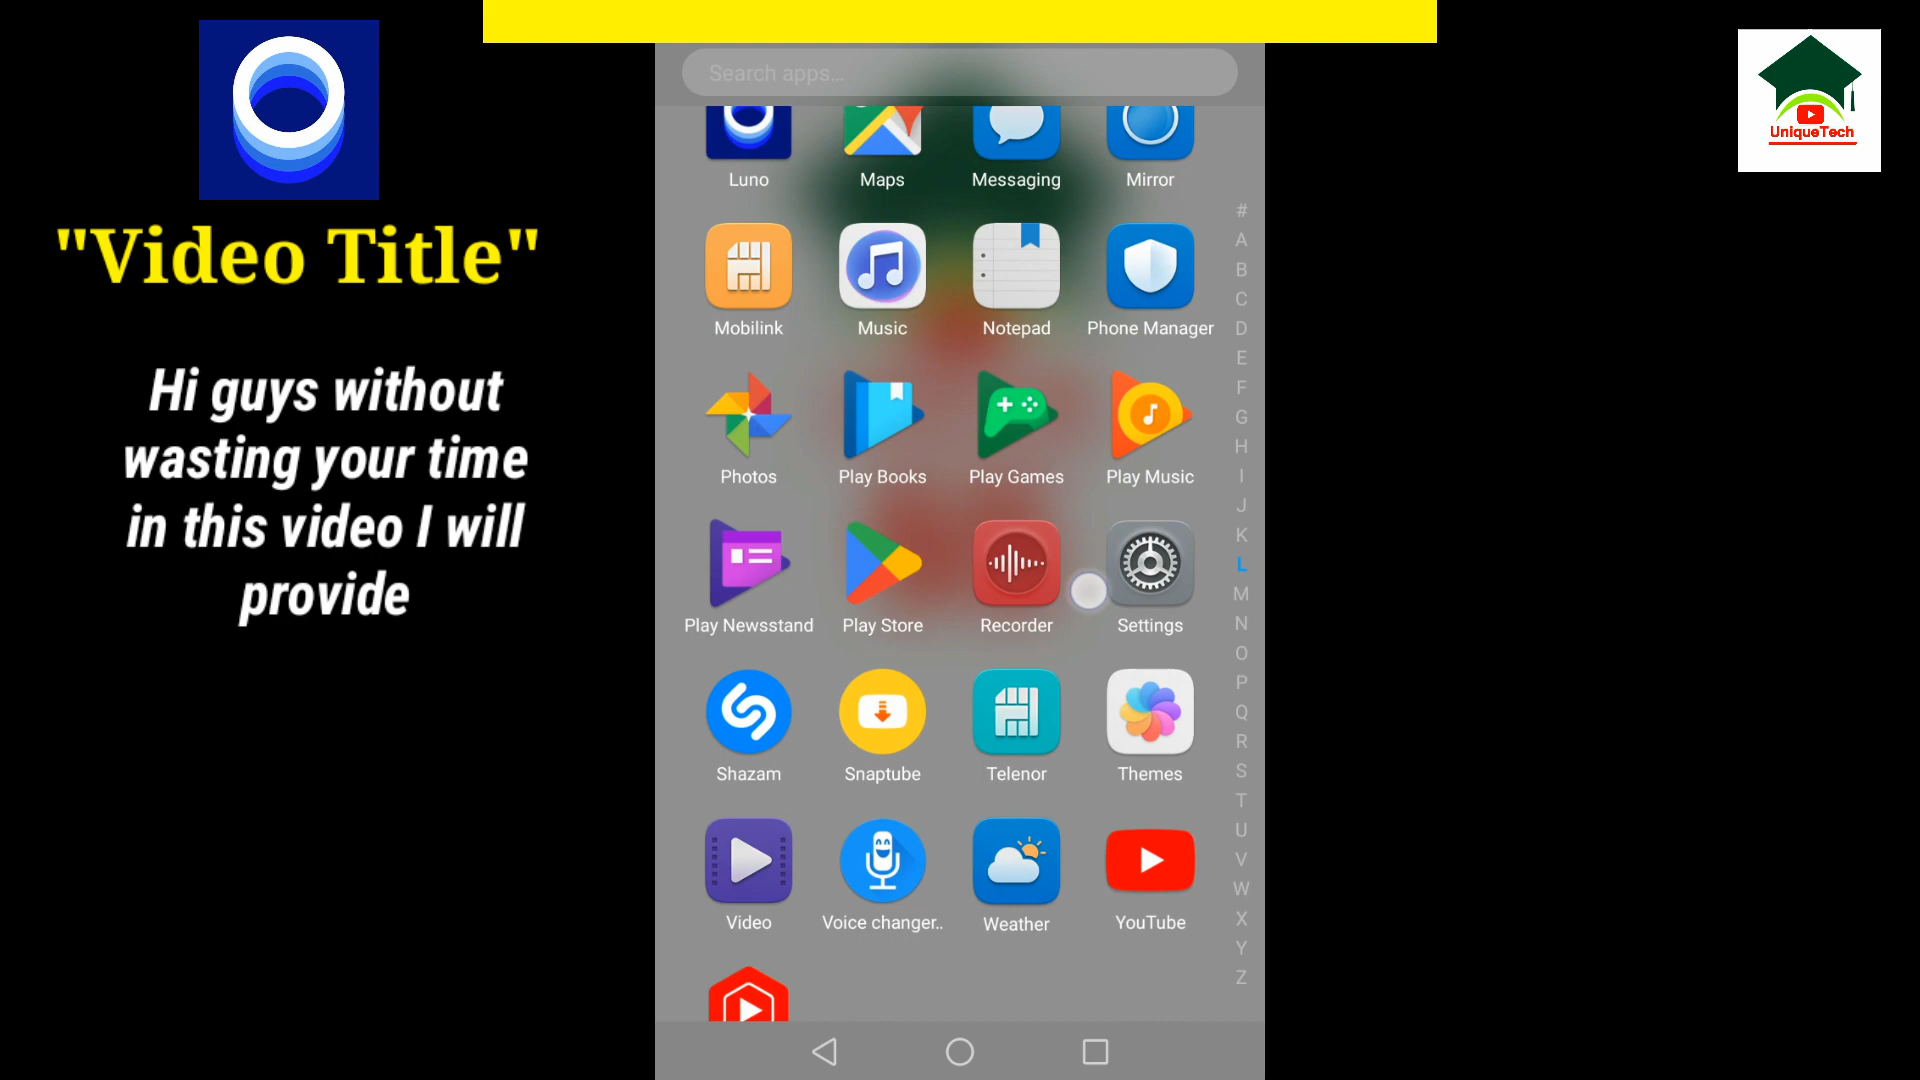 Search apps...
UniqueTech
Luno Maps Messaging Mirror
"Video Title"
Hi guys without
wasting your time
in this video I will
provide
Mobilink Music Notepad Phone Manager
Photos Play Books Play Games Play Music
Play Newsstand Play Store Recorder Settings
Shazam Snaptube Telenor Themes
Video Voice changer.. Weather YouTube
#
A
B
C
D
E
F
G
H
I
J
K
L
M
N
O
P
Q
R
S
T
U
V
W
X
Y
Z